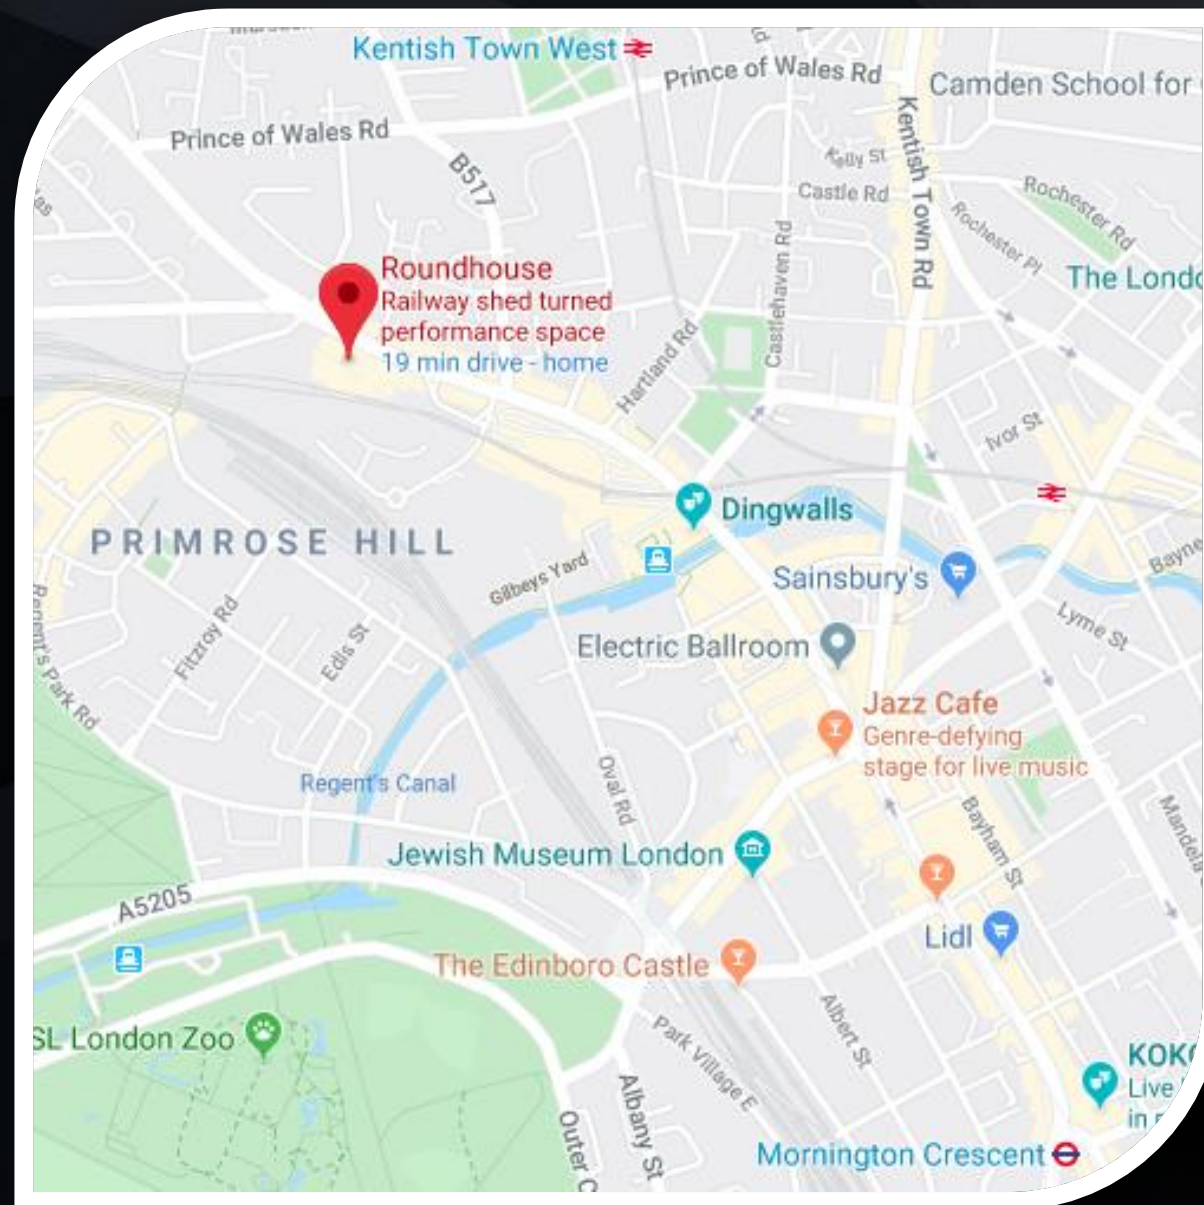 Kentish Town West
Prince of Wales Rd
Camden School for
Prince of Wales Rd
B517
Kentish Town Rd
Kelly St
Castle Rd
Rochester Rd
Rochester Pl
Castlehaven Rd
Roundhouse
Railway shed turned
performance space
19 min drive - home
The Londo
Hartland Rd
Ivor St
Dingwalls
PRIMROSE HILL
Gilbeys Yard
Sainsbury's
Bayne
Regent's Park Rd
Fitzroy Rd
Edis St
Lyme St
Electric Ballroom
Jazz Cafe
Genre-defying
stage for live music
Regent's Canal
Oval Rd
Bayham St
Mandela
Jewish Museum London
A5205
Lidl
The Edinboro Castle
Albert St
SL London Zoo
Park Village E
KOKO
Live
in
Albany St
Outer C
Mornington Crescent